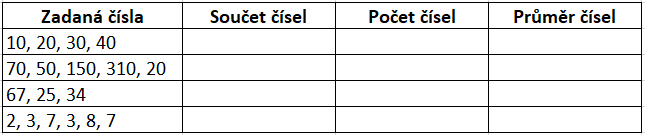 Zadaná čísla Součet čísel Počet čísel Průměr čísel
10, 20, 30, 40
70, 50, 150, 310, 20
67, 25, 34
2, 3, 7, 3, 8, 7